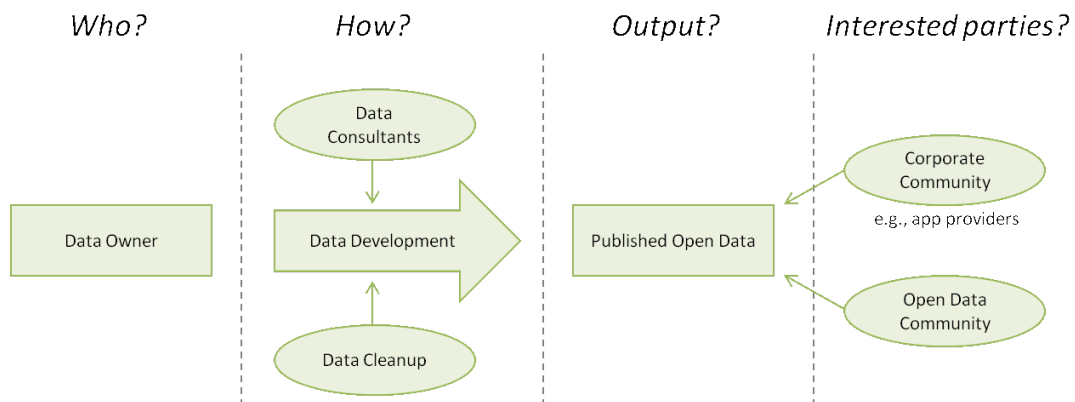 Who?
How?
Output?
Interested parties?
Data
Consultants
Corporate
Community
e.g., app providers
Data Owner
Data Development
Published Open Data
Open Data
Community
Data Cleanup